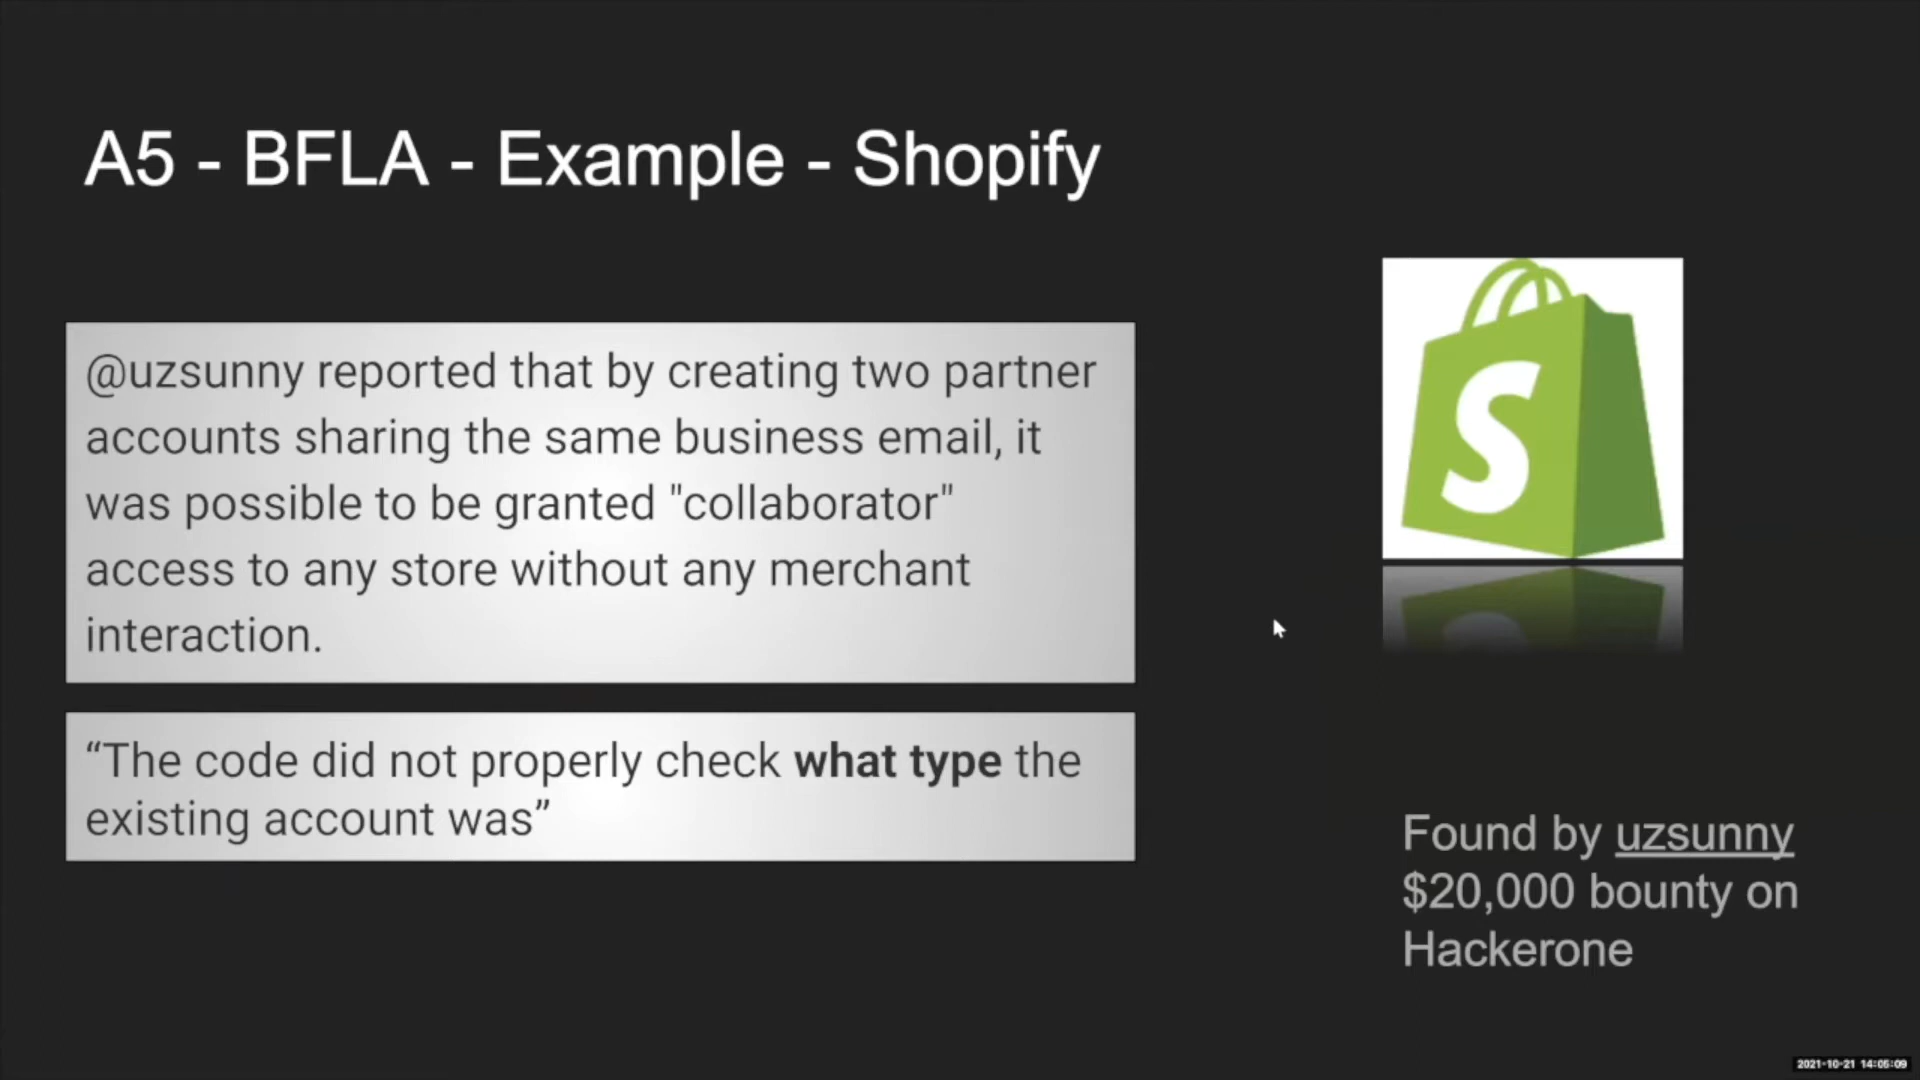 A5 - BFLA - Example - Shopify
@uzsunny reported that by creating two partner
accounts sharing the same business email, it
was possible to be granted "collaborator"
access to any store without any merchant
interaction.
“The code did not properly check what type the
existing account was”
S
Found by uzsunny
$20,000 bounty on
Hackerone
2021-10-21 14:05:09